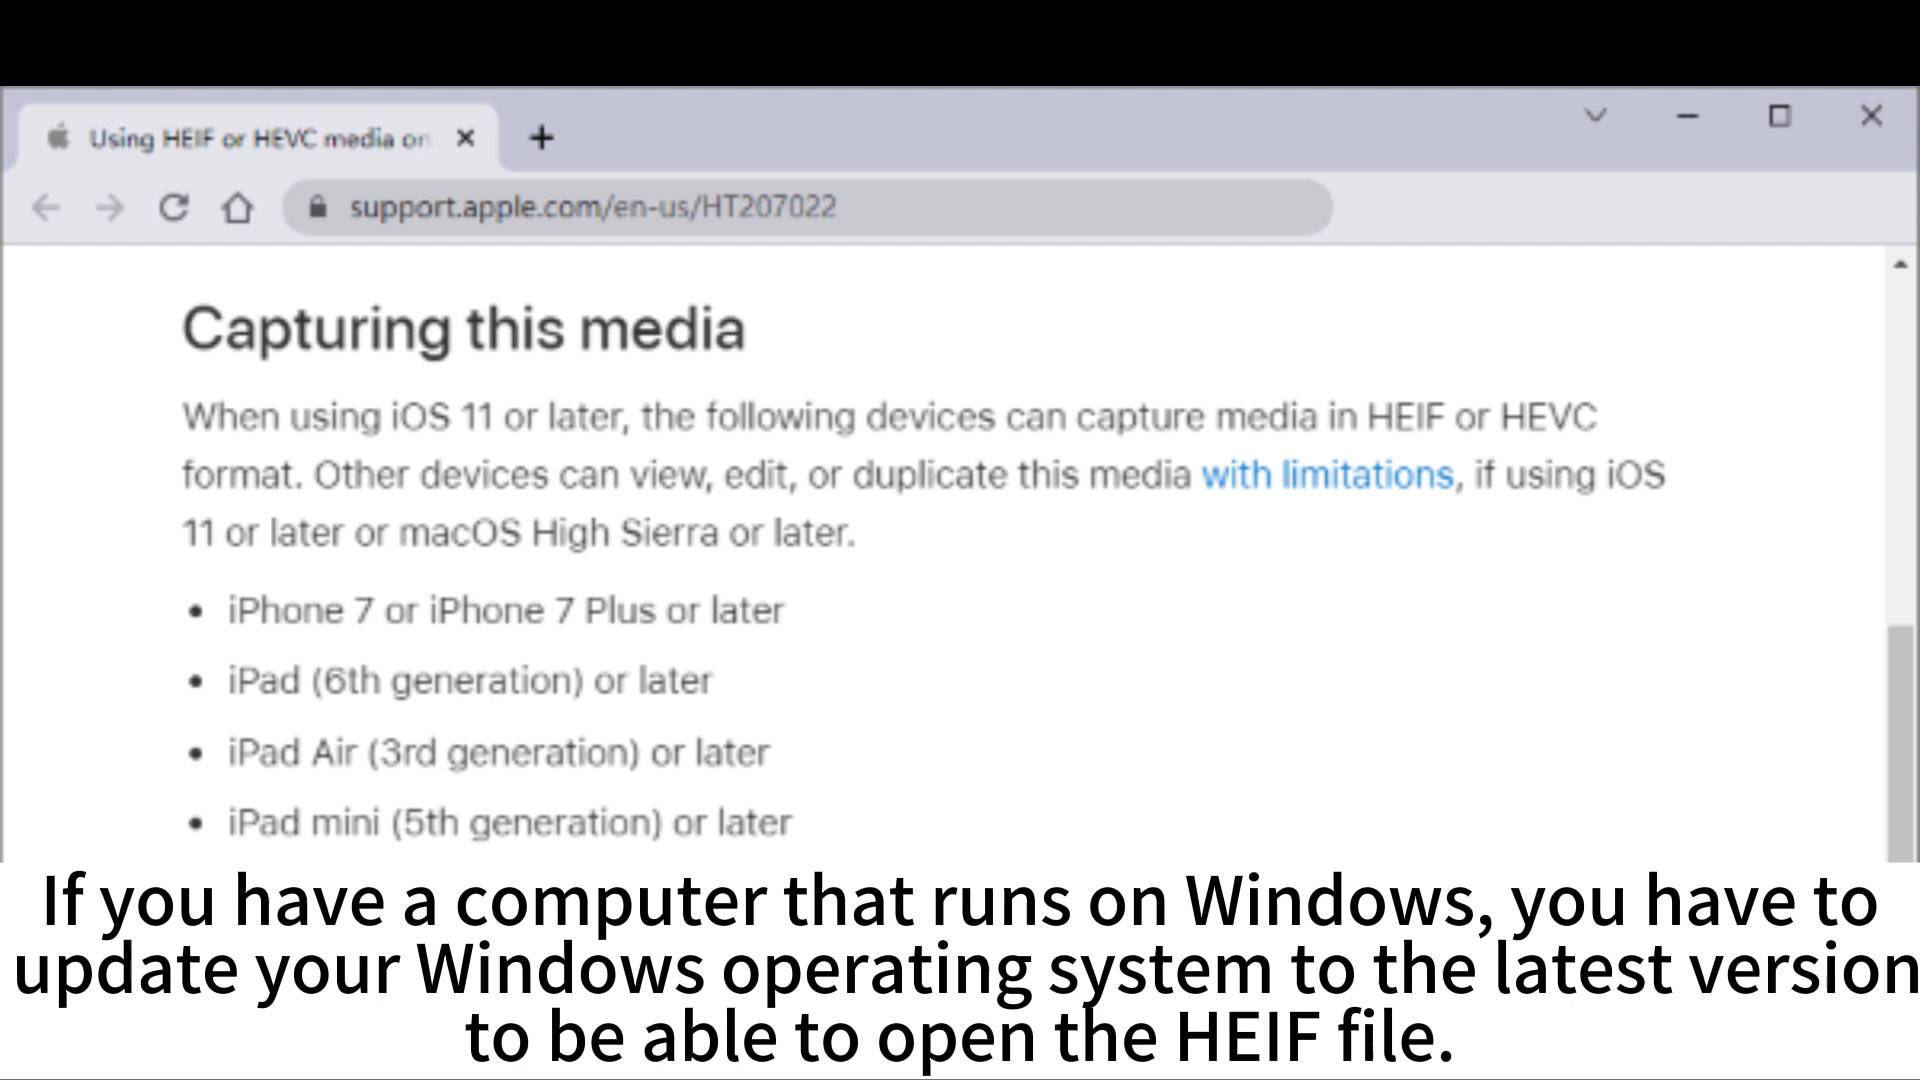 Using HEIF or HEVC media on
support.apple.com/en-us/HT207022
Capturing this media
When using iOS 11 or later, the following devices can capture media in HEIF or HEVC
format. Other devices can view, edit, or duplicate this media with limitations, if using iOS
11 or later or macOS High Sierra or later.
• iPhone 7 or iPhone 7 Plus or later
• iPad (6th generation) or later
• iPad Air (3rd generation) or later
• iPad mini (5th generation) or later
If you have a computer that runs on Windows, you have to
update your Windows operating system to the latest version
to be able to open the HEIF file.